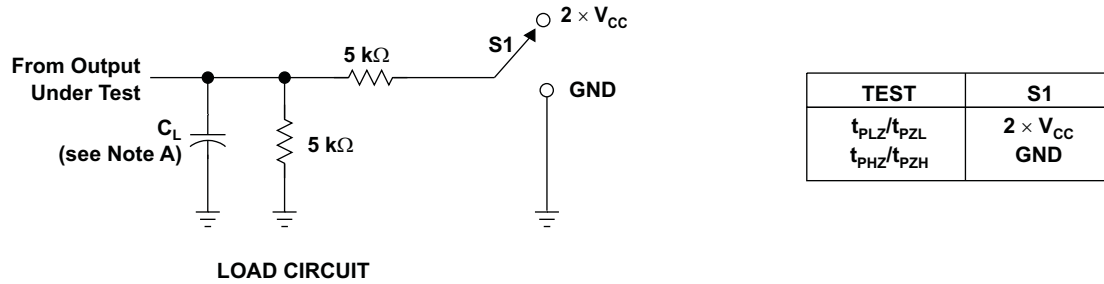 2 × V_CC
S1
5 kΩ
From Output
Under Test
GND
C_L
(see Note A)
5 kΩ
LOAD CIRCUIT
TEST S1
t_PLZ/t_PZL 2 × V_CC
t_PHZ/t_PZH GND